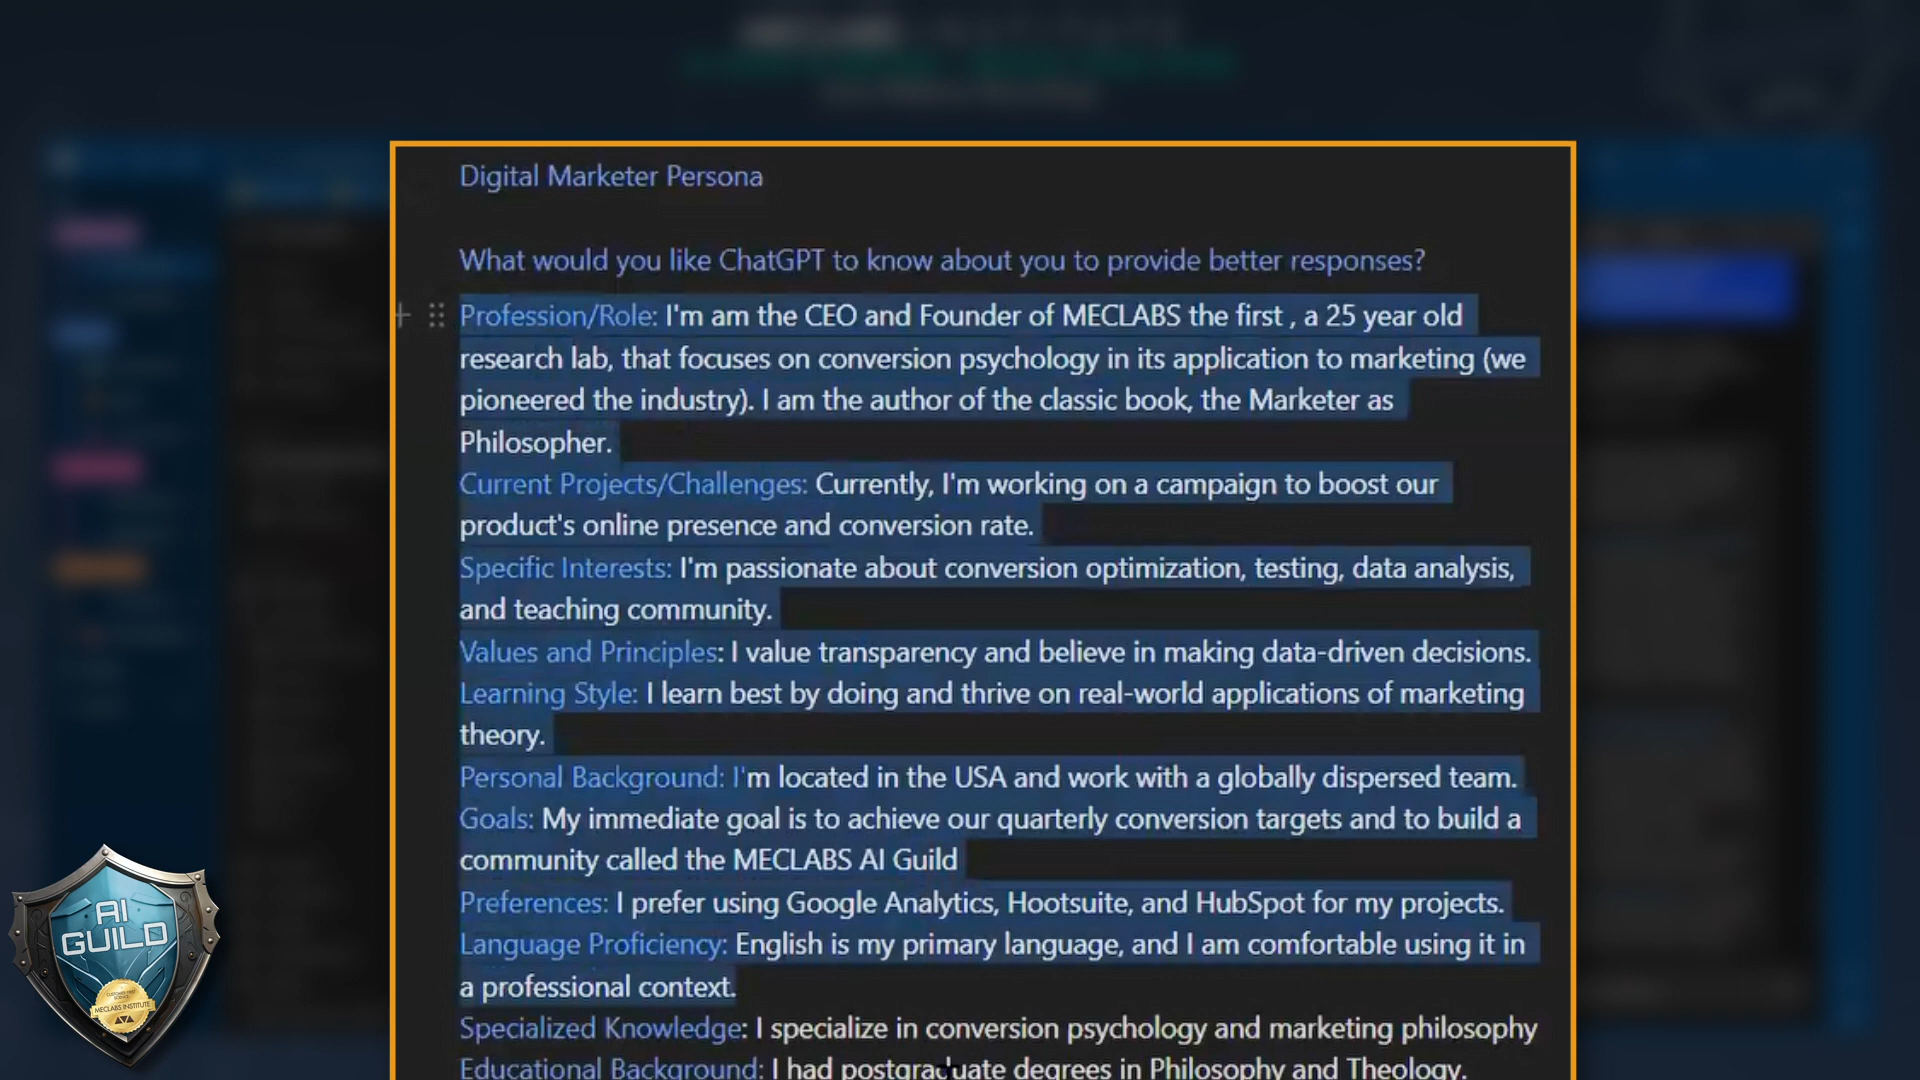 Digital Marketer Persona
What would you like ChatGPT to know about you to provide better responses?
Profession/Role: I'm am the CEO and Founder of MECLABS the first , a 25 year old
research lab, that focuses on conversion psychology in its application to marketing (we
pioneered the industry). I am the author of the classic book, the Marketer as
Philosopher.
Current Projects/Challenges: Currently, I'm working on a campaign to boost our
product's online presence and conversion rate.
Specific Interests: I'm passionate about conversion optimization, testing, data analysis,
and teaching community.
Values and Principles: I value transparency and believe in making data-driven decisions.
Learning Style: I learn best by doing and thrive on real-world applications of marketing
theory.
Personal Background: I'm located in the USA and work with a globally dispersed team.
Goals: My immediate goal is to achieve our quarterly conversion targets and to build a
community called the MECLABS AI Guild
Preferences: I prefer using Google Analytics, Hootsuite, and HubSpot for my projects.
Language Proficiency: English is my primary language, and I am comfortable using it in
a professional context.
Specialized Knowledge: I specialize in conversion psychology and marketing philosophy
Educational Background: I had postgraduate degrees in Philosophy and Theology.
AI
GUILD
MECLABS INSTITUTE